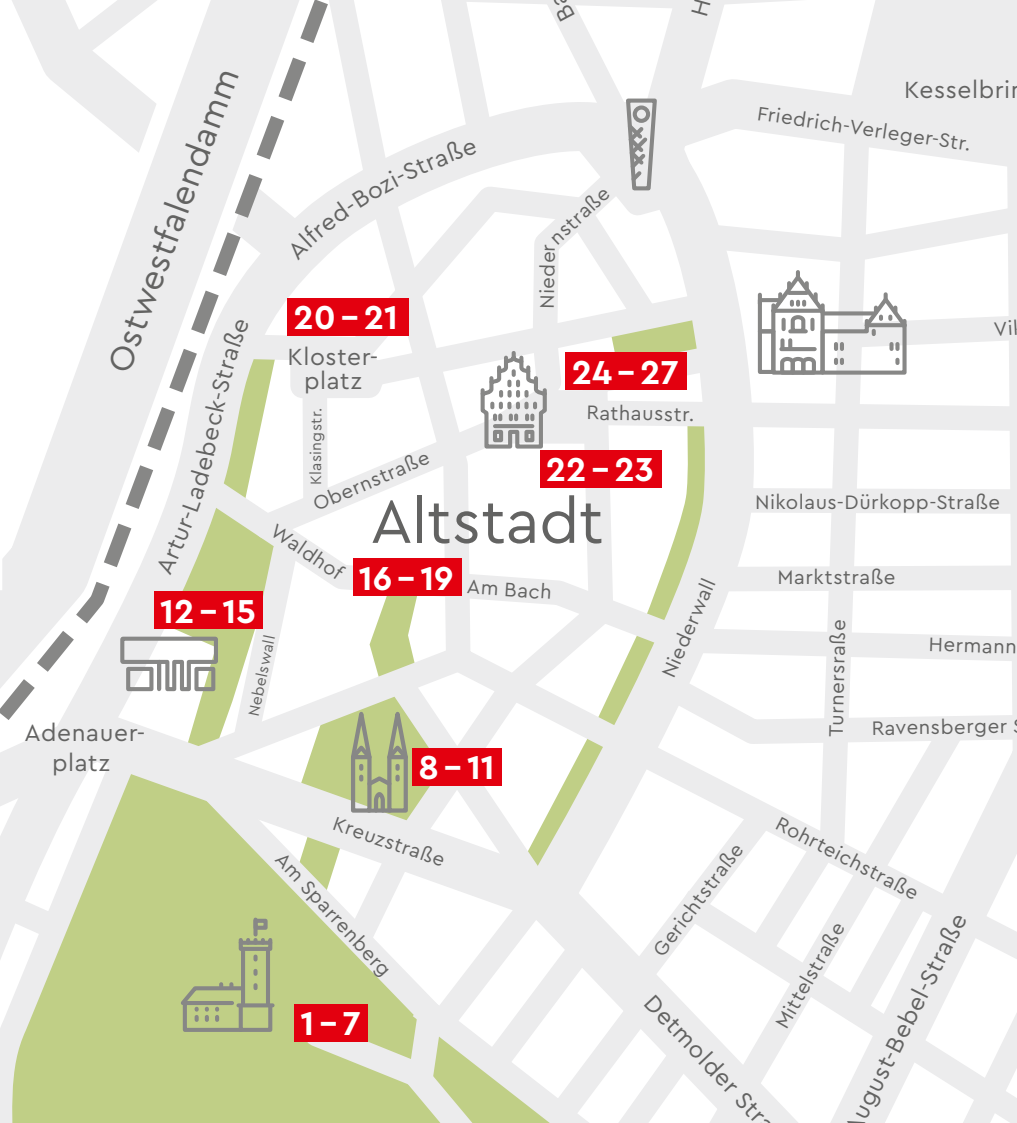 Kesselbrin
Friedrich-Verleger-Str.
Ostwestfalendamm
Alfred-Bozi-Straße
Niedernstraße
20 – 21
Kloster-
platz
24 – 27
Rathausstr.
Artur-Ladebeck-Straße
Klasingstr.
Obernstraße
22 – 23
Altstadt
Nikolaus-Dürkopp-Straße
Waldhof
16 – 19
Am Bach
Marktstraße
12 – 15
Niederwall
Nebelswall
Turnersraße
Hermann
Ravensberger S
Adenauer-
platz
8 – 11
Kreuzstraße
Rohrteichstraße
Am Sparrenberg
Gerichtstraße
Mittelstraße
August-Bebel-Straße
1 – 7
Detmolder Stra